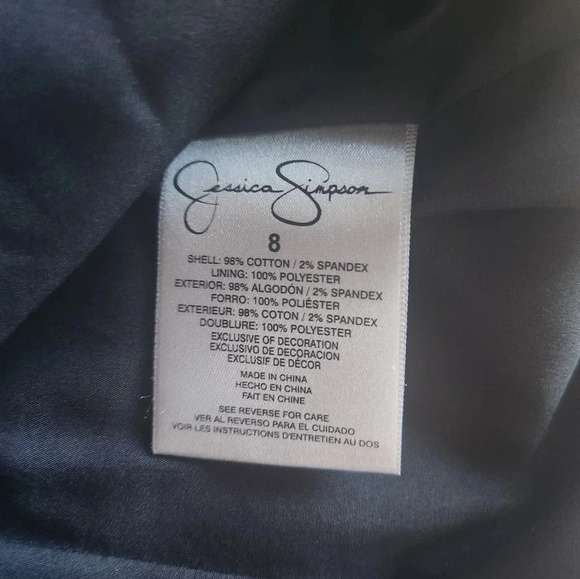 Jessica Simpson
8
SHELL: 98% COTTON / 2% SPANDEX
LINING: 100% POLYESTER
EXTERIOR: 98% ALGODÓN / 2% SPANDEX
FORRO: 100% POLIÉSTER
EXTERIEUR: 98% COTON / 2% SPANDEX
DOUBLURE: 100% POLYESTER
EXCLUSIVE OF DECORATION
EXCLUSIVO DE DECORACION
EXCLUSIF DE DÉCOR
MADE IN CHINA
HECHO EN CHINA
FAIT EN CHINE
SEE REVERSE FOR CARE
VER AL REVERSO PARA EL CUIDADO
VOIR LES INSTRUCTIONS D'ENTRETIEN AU DOS